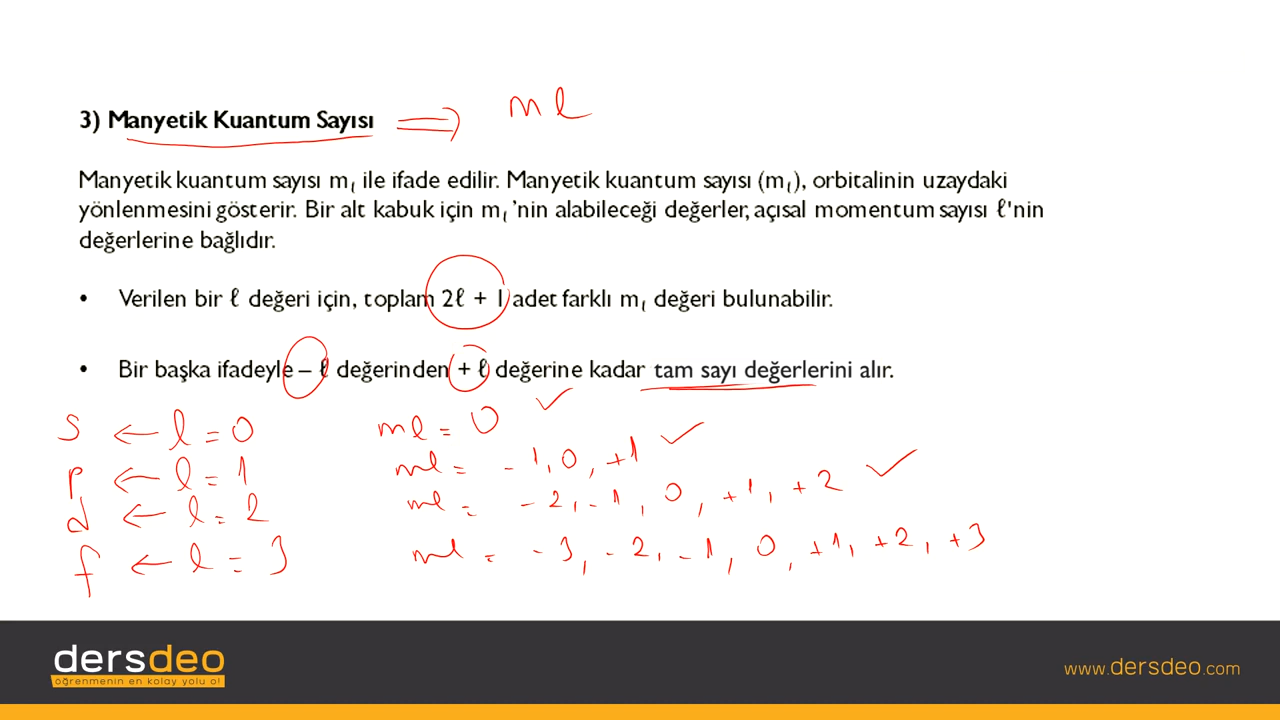 3) Manyetik Kuantum Sayısı ⇒ ml
Manyetik kuantum sayısı mₗ ile ifade edilir. Manyetik kuantum sayısı (mₗ), orbitalinin uzaydaki
yönlenmesini gösterir. Bir alt kabuk için mₗ'nin alabileceği değerler, açısal momentum sayısı ℓ'nin
değerlerine bağlıdır.
• Verilen bir ℓ değeri için, toplam 2ℓ + 1 adet farklı mₗ değeri bulunabilir.
• Bir başka ifadeyle – ℓ değerinden + ℓ değerine kadar tam sayı değerlerini alır.
s ← l = 0 ml = 0 ✓
p ← l = 1 ml = -1, 0, +1 ✓
d ← l = 2 ml = -2, -1, 0, +1, +2 ✓
f ← l = 3 ml = -3, -2, -1, 0, +1, +2, +3
dersdeo
öğrenmenin en kolay yolu o!
www.dersdeo.com